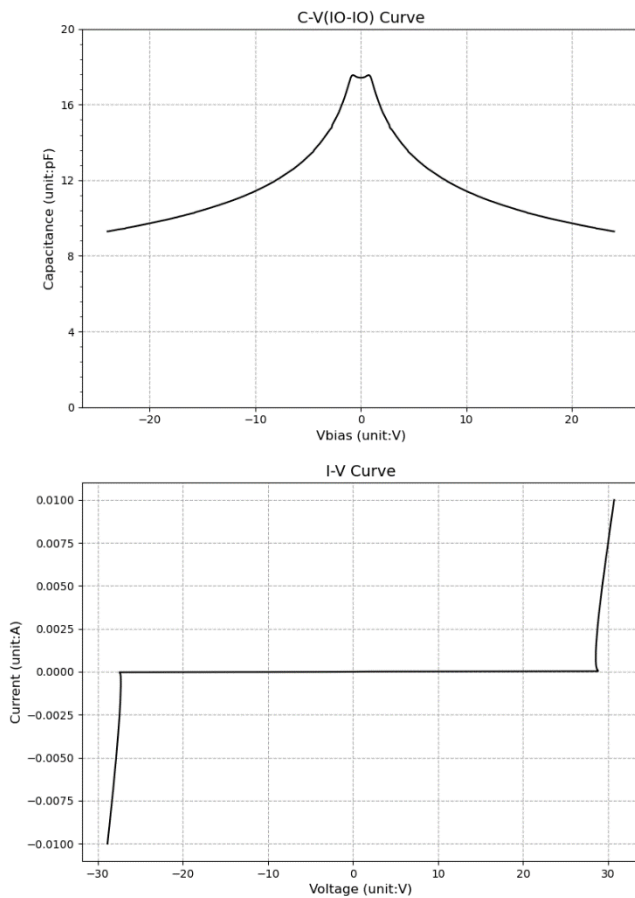 C-V(IO-IO) Curve
20
16
12
8
4
0
Capacitance (unit:pF)
−20 −10 0 10 20
Vbias (unit:V)
I-V Curve
0.0100
0.0075
0.0050
0.0025
0.0000
−0.0025
−0.0050
−0.0075
−0.0100
Current (unit:A)
−30 −20 −10 0 10 20 30
Voltage (unit:V)